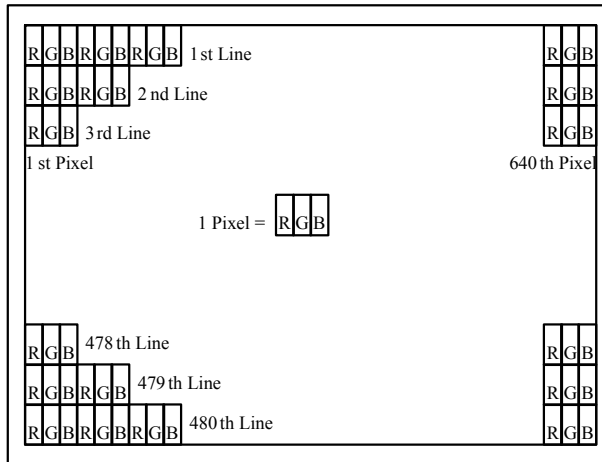 RGBRGBRGB 1st Line RGB
RGBRGB 2nd Line RGB
RGB 3rd Line RGB
1st Pixel 640th Pixel
1 Pixel = RGB
RGB 478th Line RGB
RGBRGB 479th Line RGB
RGBRGBRGB 480th Line RGB